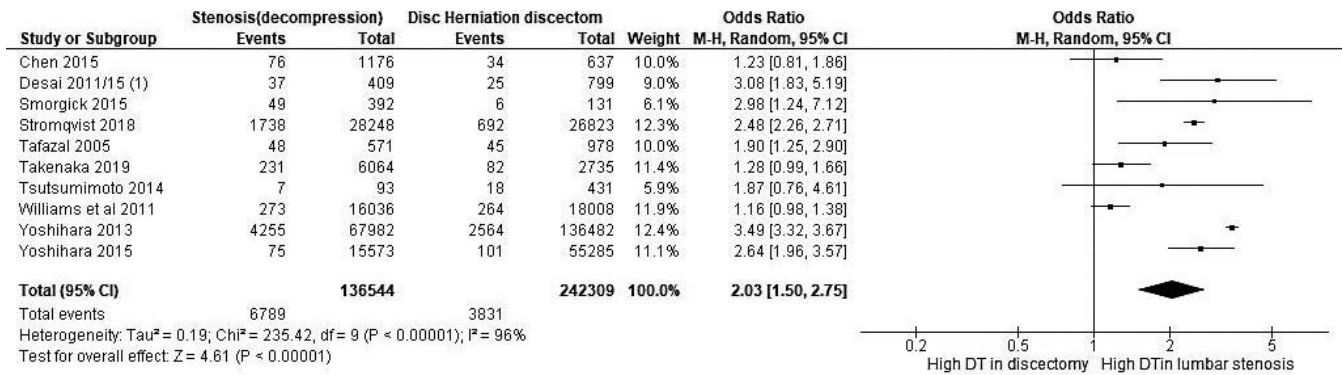 Stenosis(decompression) Disc Herniation discectom Odds Ratio Odds Ratio
Study or Subgroup Events Total Events Total Weight M-H, Random, 95% CI M-H, Random, 95% CI
Chen 2015 76 1176 34 637 10.0% 1.23 [0.81, 1.86]
Desai 2011/15 (1) 37 409 25 799 9.0% 3.08 [1.83, 5.19]
Smorgick 2015 49 392 6 131 6.1% 2.98 [1.24, 7.12]
Stromqvist 2018 1738 28248 692 26823 12.3% 2.48 [2.26, 2.71]
Tafazal 2005 48 571 45 978 10.0% 1.90 [1.25, 2.90]
Takenaka 2019 231 6064 82 2735 11.4% 1.28 [0.99, 1.66]
Tsutsumimoto 2014 7 93 18 431 5.9% 1.87 [0.76, 4.61]
Williams et al 2011 273 16036 264 18008 11.9% 1.16 [0.98, 1.38]
Yoshihara 2013 4255 67982 2564 136482 12.4% 3.49 [3.32, 3.67]
Yoshihara 2015 75 15573 101 55285 11.1% 2.64 [1.96, 3.57]
Total (95% CI) 136544 242309 100.0% 2.03 [1.50, 2.75]
Total events 6789 3831
Heterogeneity: Tau² = 0.19; Chi² = 235.42, df = 9 (P < 0.00001); I² = 96%
Test for overall effect: Z = 4.61 (P < 0.00001)
0.2 0.5 1 2 5
High DT in discectomy High DTin lumbar stenosis